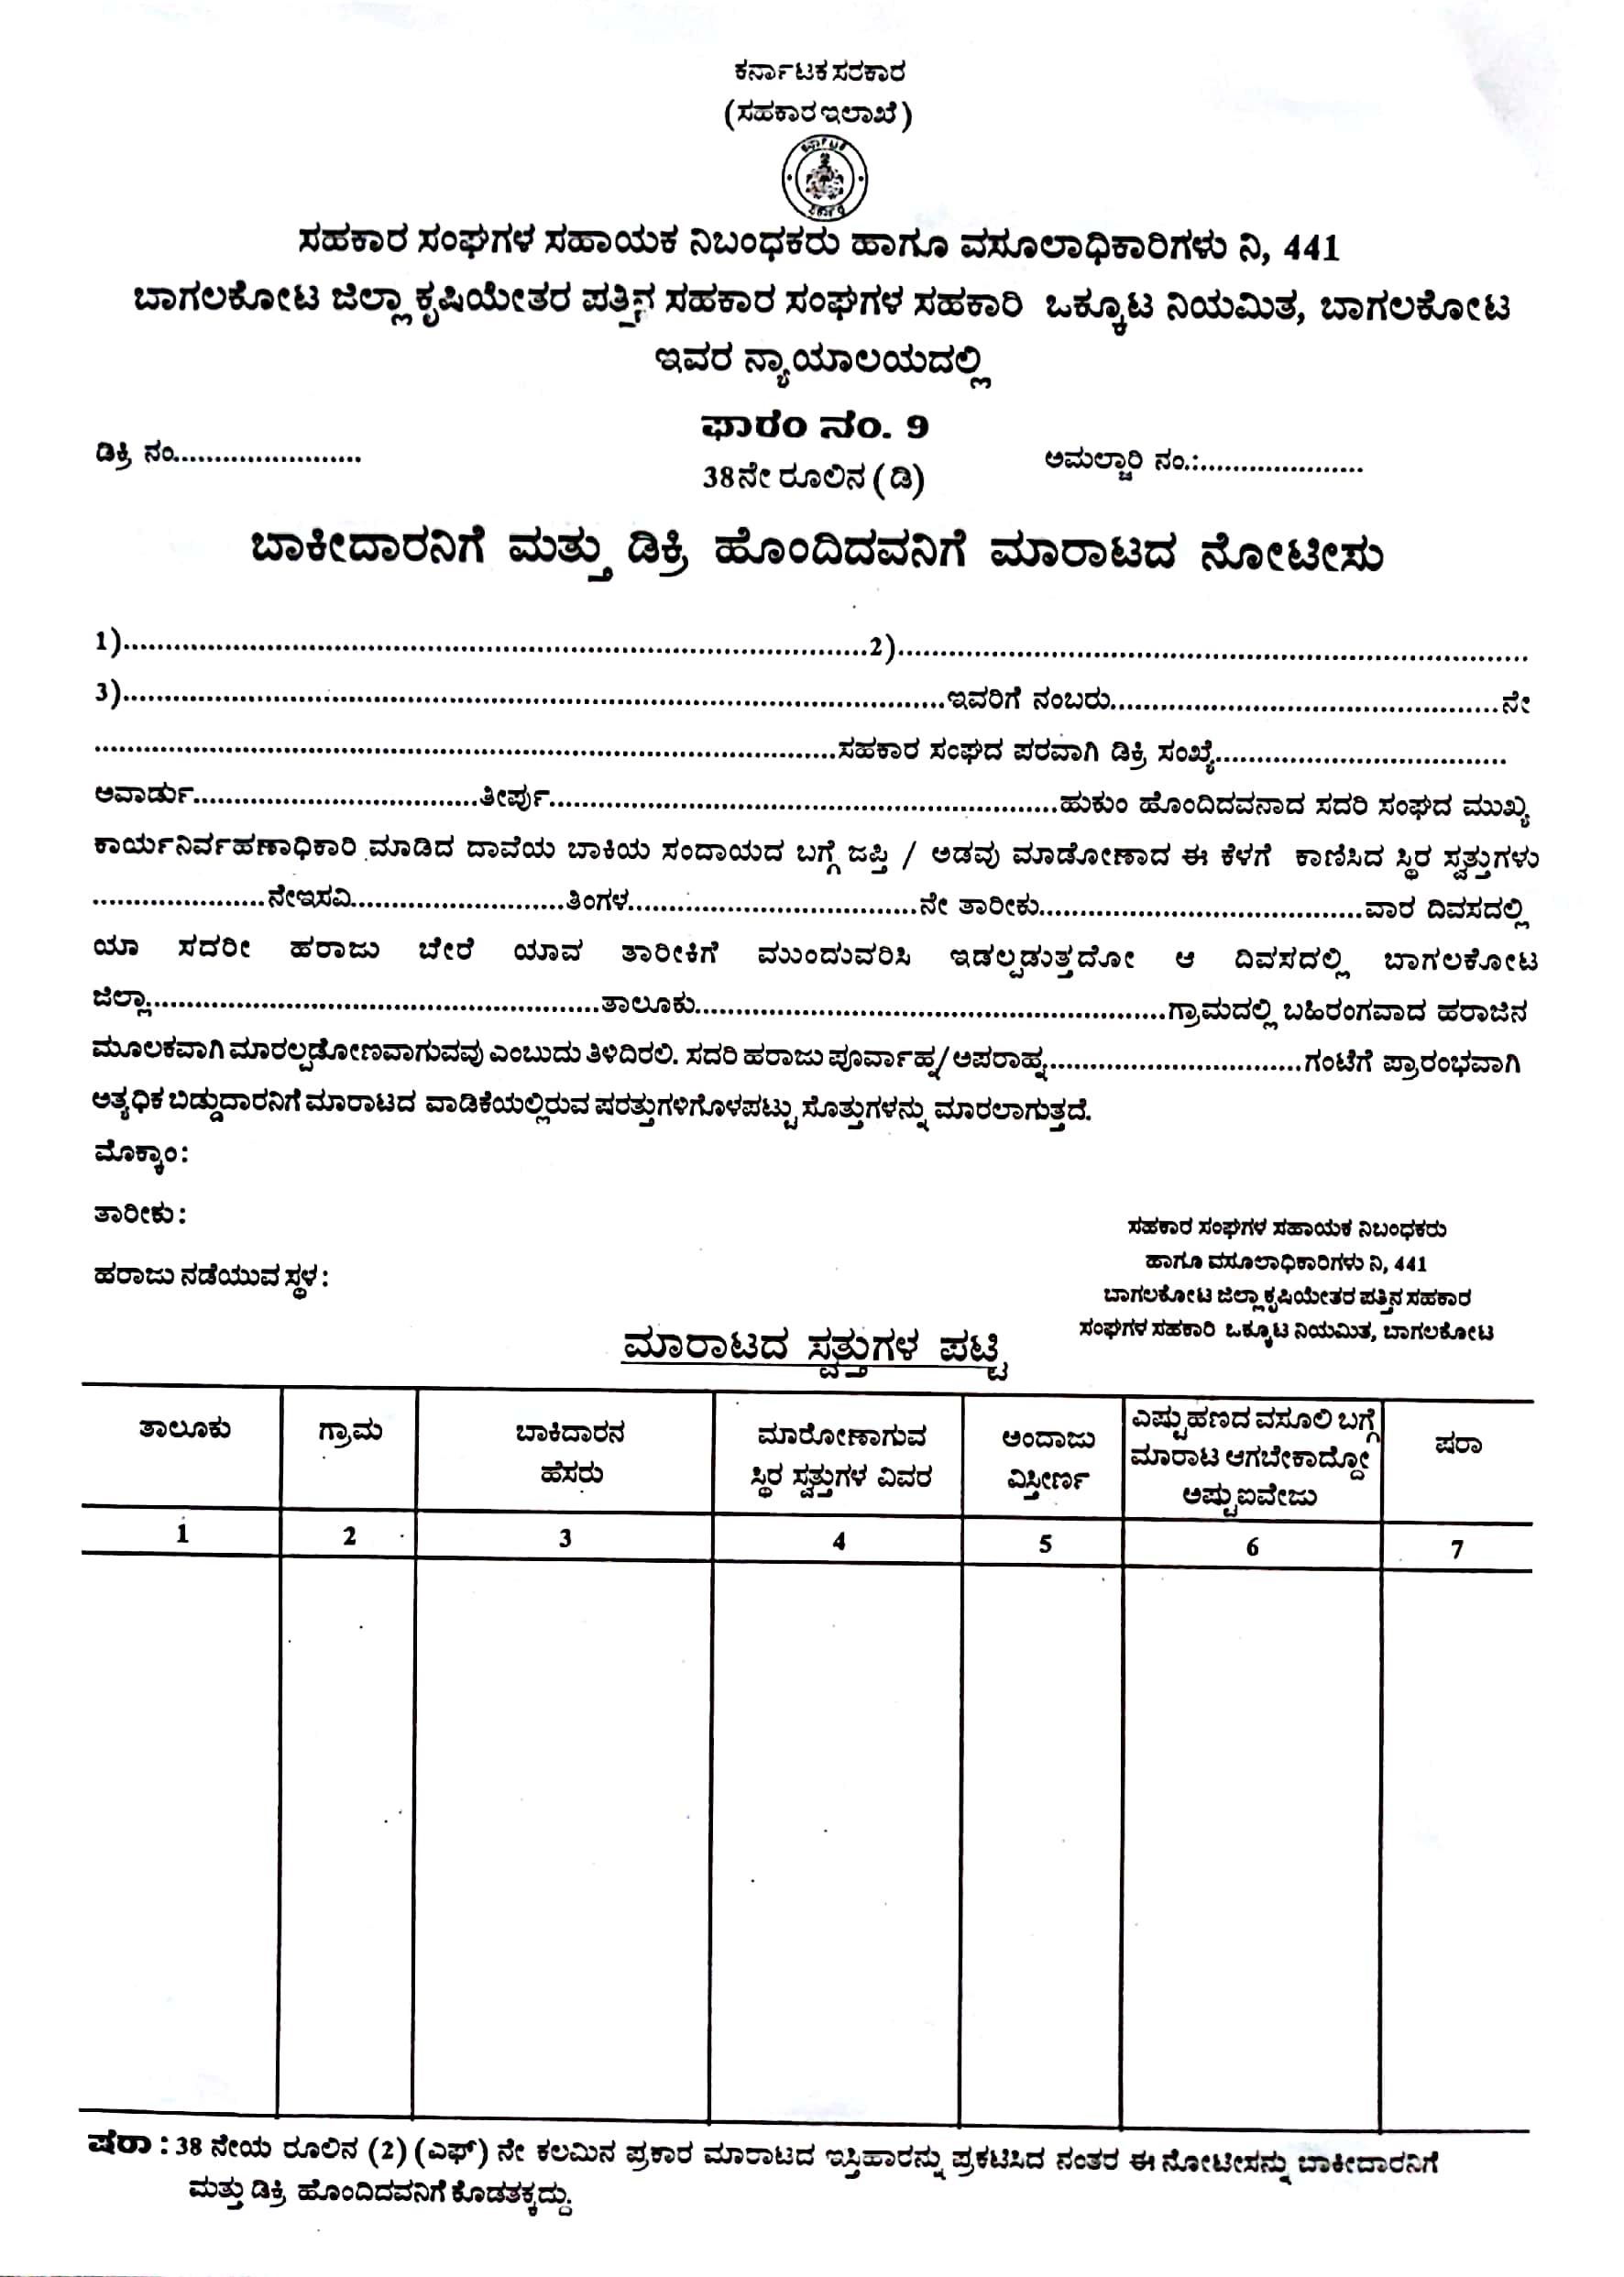 ಕರ್ನಾಟಕ ಸರಕಾರ
(ಸಹಕಾರ ಇಲಾಖೆ)
ಸಹಕಾರ ಸಂಘಗಳ ಸಹಾಯಕ ನಿಬಂಧಕರು ಹಾಗೂ ವಸೂಲಾಧಿಕಾರಿಗಳು ನಿ, 441
ಬಾಗಲಕೋಟ ಜಿಲ್ಲಾ ಕೃಷಿಯೇತರ ಪತ್ತಿನ ಸಹಕಾರ ಸಂಘಗಳ ಸಹಕಾರಿ ಒಕ್ಕೂಟ ನಿಯಮಿತ, ಬಾಗಲಕೋಟ
ಇವರ ನ್ಯಾಯಾಲಯದಲ್ಲಿ
ಫಾರಂ ನಂ. 9
ಡಿಕ್ರಿ ನಂ....................... 38ನೇ ರೂಲಿನ (ಡಿ) ಅಮಲ್ಜಾರಿ ನಂ.:....................
ಬಾಕೀದಾರನಿಗೆ ಮತ್ತು ಡಿಕ್ರಿ ಹೊಂದಿದವನಿಗೆ ಮಾರಾಟದ ನೋಟೀಸು
1)..........................................................................2)..........................................................................
3)..........................................................................ಇವರಿಗೆ ನಂಬರು..............................................ನೇ
..........................................................................ಸಹಕಾರ ಸಂಘದ ಪರವಾಗಿ ಡಿಕ್ರಿ ಸಂಖ್ಯೆ...................................
ಅವಾರ್ಡು..................................ತೀರ್ಪು............................................................ಹುಕುಂ ಹೊಂದಿದವನಾದ ಸದರಿ ಸಂಘದ ಮುಖ್ಯ
ಕಾರ್ಯನಿರ್ವಹಣಾಧಿಕಾರಿ ಮಾಡಿದ ದಾವೆಯ ಬಾಕಿಯ ಸಂದಾಯದ ಬಗ್ಗೆ ಜಪ್ತಿ / ಅಡವು ಮಾಡೋಣಾದ ಈ ಕೆಳಗೆ ಕಾಣಿಸಿದ ಸ್ಥಿರ ಸ್ವತ್ತುಗಳು
.....................ನೇಇಸವಿ..........................ತಿಂಗಳ...................................ನೇ ತಾರೀಕು.......................................ವಾರ ದಿವಸದಲ್ಲಿ
ಯಾ ಸದರೀ ಹರಾಜು ಬೇರೆ ಯಾವ ತಾರೀಕಿಗೆ ಮುಂದುವರಿಸಿ ಇಡಲ್ಪಡುತ್ತದೋ ಆ ದಿವಸದಲ್ಲಿ ಬಾಗಲಕೋಟ
ಜಿಲ್ಲಾ......................................................ತಾಲೂಕು........................................................ಗ್ರಾಮದಲ್ಲಿ ಬಹಿರಂಗವಾದ ಹರಾಜಿನ
ಮೂಲಕವಾಗಿ ಮಾರಲ್ಪಡೋಣವಾಗುವವು ಎಂಬುದು ತಿಳಿದಿರಲಿ. ಸದರಿ ಹರಾಜು ಪೂರ್ವಾಹ್ನ/ಅಪರಾಹ್ನ...............................ಗಂಟೆಗೆ ಪ್ರಾರಂಭವಾಗಿ
ಅತ್ಯಧಿಕ ಬಿಡ್ಡುದಾರನಿಗೆ ಮಾರಾಟದ ವಾಡಿಕೆಯಲ್ಲಿರುವ ಷರತ್ತುಗಳಿಗೊಳಪಟ್ಟು ಸೊತ್ತುಗಳನ್ನು ಮಾರಲಾಗುತ್ತದೆ.
ಮೊಕ್ಕಾಂ:
ತಾರೀಕು:
ಹರಾಜು ನಡೆಯುವ ಸ್ಥಳ:
ಸಹಕಾರ ಸಂಘಗಳ ಸಹಾಯಕ ನಿಬಂಧಕರು
ಹಾಗೂ ವಸೂಲಾಧಿಕಾರಿಗಳು ನಿ, 441
ಬಾಗಲಕೋಟ ಜಿಲ್ಲಾ ಕೃಷಿಯೇತರ ಪತ್ತಿನ ಸಹಕಾರ
ಸಂಘಗಳ ಸಹಕಾರಿ ಒಕ್ಕೂಟ ನಿಯಮಿತ, ಬಾಗಲಕೋಟ
ಮಾರಾಟದ ಸ್ವತ್ತುಗಳ ಪಟ್ಟಿ
ತಾಲೂಕು ಗ್ರಾಮ ಬಾಕಿದಾರನ ಹೆಸರು ಮಾರೋಣಾಗುವ ಸ್ಥಿರ ಸ್ವತ್ತುಗಳ ವಿವರ ಅಂದಾಜು ವಿಸ್ತೀರ್ಣ ಎಷ್ಟುಹಣದ ವಸೂಲಿ ಬಗ್ಗೆ ಮಾರಾಟ ಆಗಬೇಕಾದ್ದೋ ಅಷ್ಟುಐವೇಜು ಷರಾ
1 2 3 4 5 6 7
ಷರಾ : 38 ನೇಯ ರೂಲಿನ (2) (ಎಫ್) ನೇ ಕಲಮಿನ ಪ್ರಕಾರ ಮಾರಾಟದ ಇಸ್ತಿಹಾರನ್ನು ಪ್ರಕಟಿಸಿದ ನಂತರ ಈ ನೋಟೀಸನ್ನು ಬಾಕೀದಾರನಿಗೆ
ಮತ್ತು ಡಿಕ್ರಿ ಹೊಂದಿದವನಿಗೆ ಕೊಡತಕ್ಕದ್ದು.